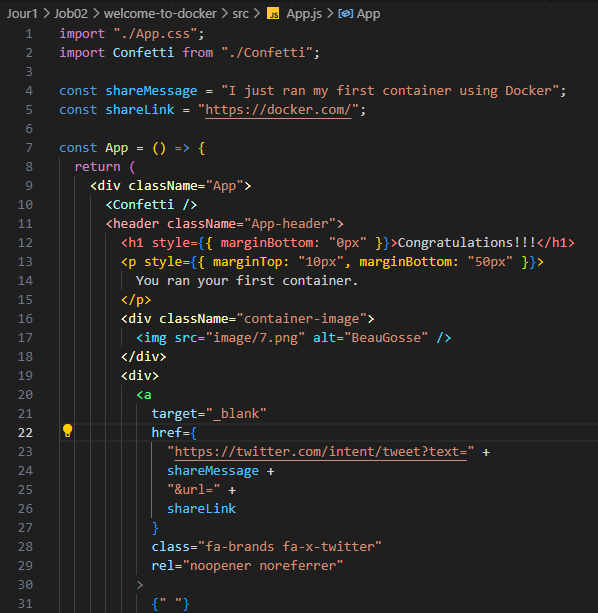 Jour1 > Job02 > welcome-to-docker > src > JS App.js > App
1 import "./App.css";
2 import Confetti from "./Confetti";
3
4 const shareMessage = "I just ran my first container using Docker";
5 const shareLink = "https://docker.com/";
6
7 const App = () => {
8 return (
9 <div className="App">
10 <Confetti />
11 <header className="App-header">
12 <h1 style={{ marginBottom: "0px" }}>Congratulations!!!</h1>
13 <p style={{ marginTop: "10px", marginBottom: "50px" }}>
14 You ran your first container.
15 </p>
16 <div className="container-image">
17 <img src="image/7.png" alt="BeauGosse" />
18 </div>
19 <div>
20 <a
21 target="_blank"
22 href={
23 "https://twitter.com/intent/tweet?text=" +
24 shareMessage +
25 "&url=" +
26 shareLink
27 }
28 class="fa-brands fa-x-twitter"
29 rel="noopener noreferrer"
30 >
31 {" "}